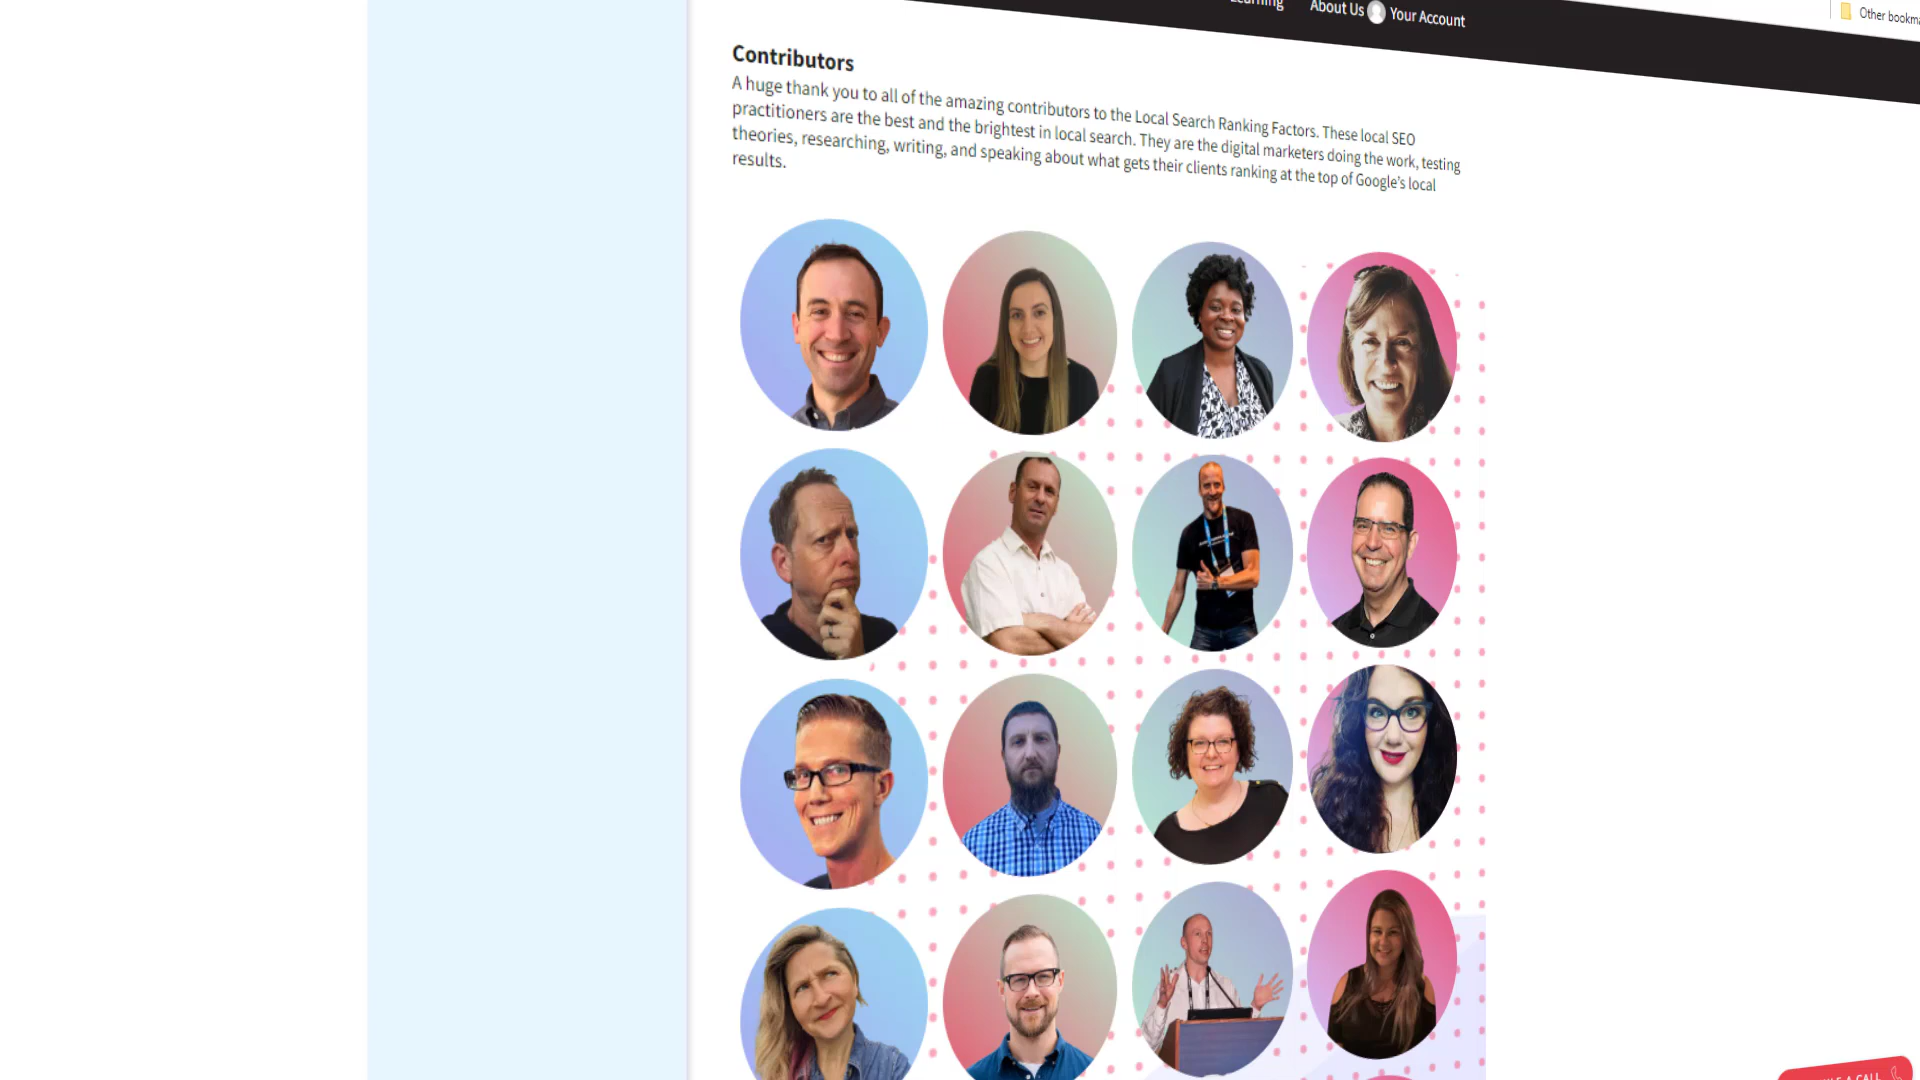 About Us Your Account
Other
Contributors
A huge thank you to all of the amazing contributors to the Local Search Ranking Factors. These local SEO
practitioners are the best and the brightest in local search. They are the digital marketers doing the work, testing
theories, researching, writing, and speaking about what gets their clients ranking at the top of Google's local
results.
A CALL